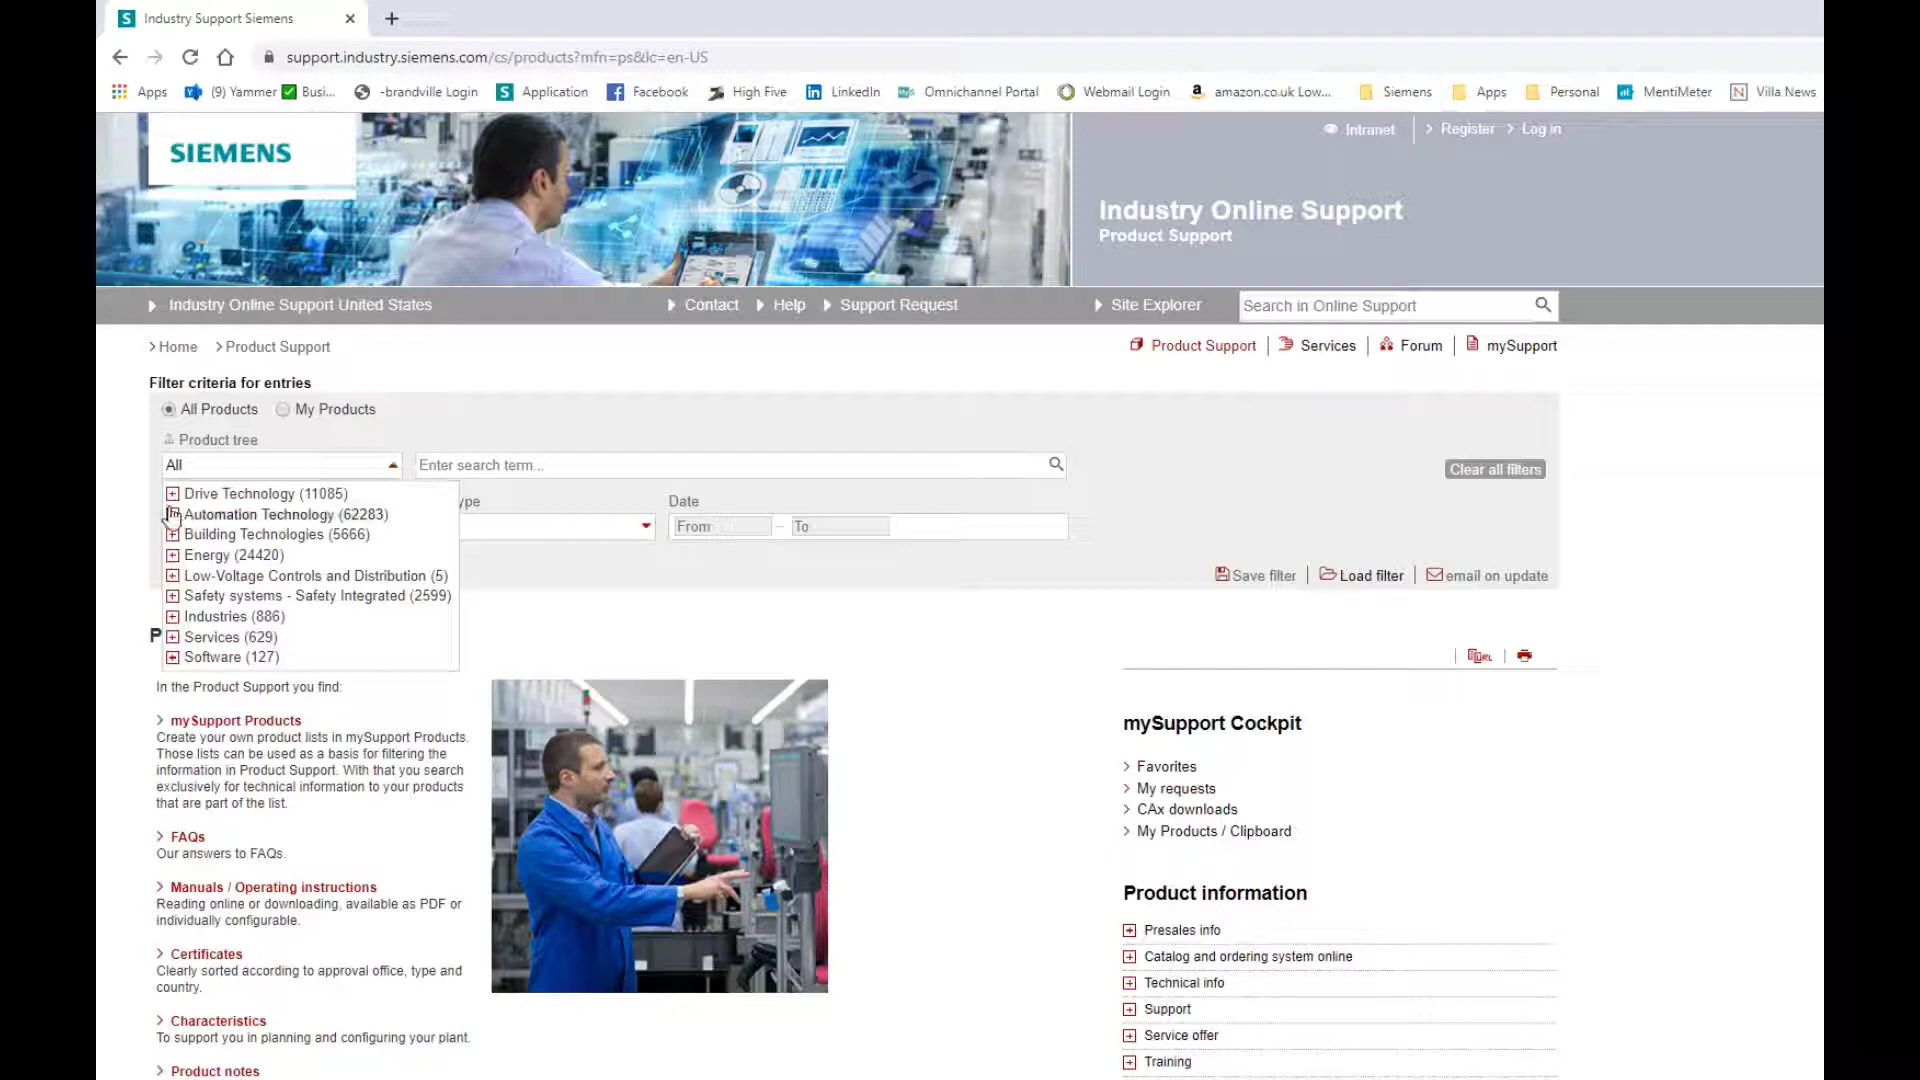 Industry Support Siemens
support.industry.siemens.com/cs/products?mfn=ps&lc=en-US
Apps (9) Yammer Busi... -brandville Login Application Facebook High Five LinkedIn Omnichannel Portal Webmail Login amazon.co.uk Low... Siemens Apps Personal MentiMeter Villa News
SIEMENS
Intranet Register Log in
Industry Online Support
Product Support
Industry Online Support United States Contact Help Support Request Site Explorer Search in Online Support
Home Product Support
Product Support Services Forum mySupport
Filter criteria for entries
All Products My Products
Product tree
All Enter search term... Clear all filters
Drive Technology (11085)
ype Date
Automation Technology (62283)
From – To
Building Technologies (5666)
Energy (24420)
Low-Voltage Controls and Distribution (5)
Save filter Load filter email on update
Safety systems - Safety Integrated (2599)
Industries (886)
P Services (629)
Software (127)
URL
In the Product Support you find:
mySupport Products
Create your own product lists in mySupport Products.
Those lists can be used as a basis for filtering the
information in Product Support. With that you search
exclusively for technical information to your products
that are part of the list.
FAQs
Our answers to FAQs.
Manuals / Operating instructions
Reading online or downloading, available as PDF or
individually configurable.
Certificates
Clearly sorted according to approval office, type and
country.
Characteristics
To support you in planning and configuring your plant.
Product notes
mySupport Cockpit
Favorites
My requests
CAx downloads
My Products / Clipboard
Product information
Presales info
Catalog and ordering system online
Technical info
Support
Service offer
Training